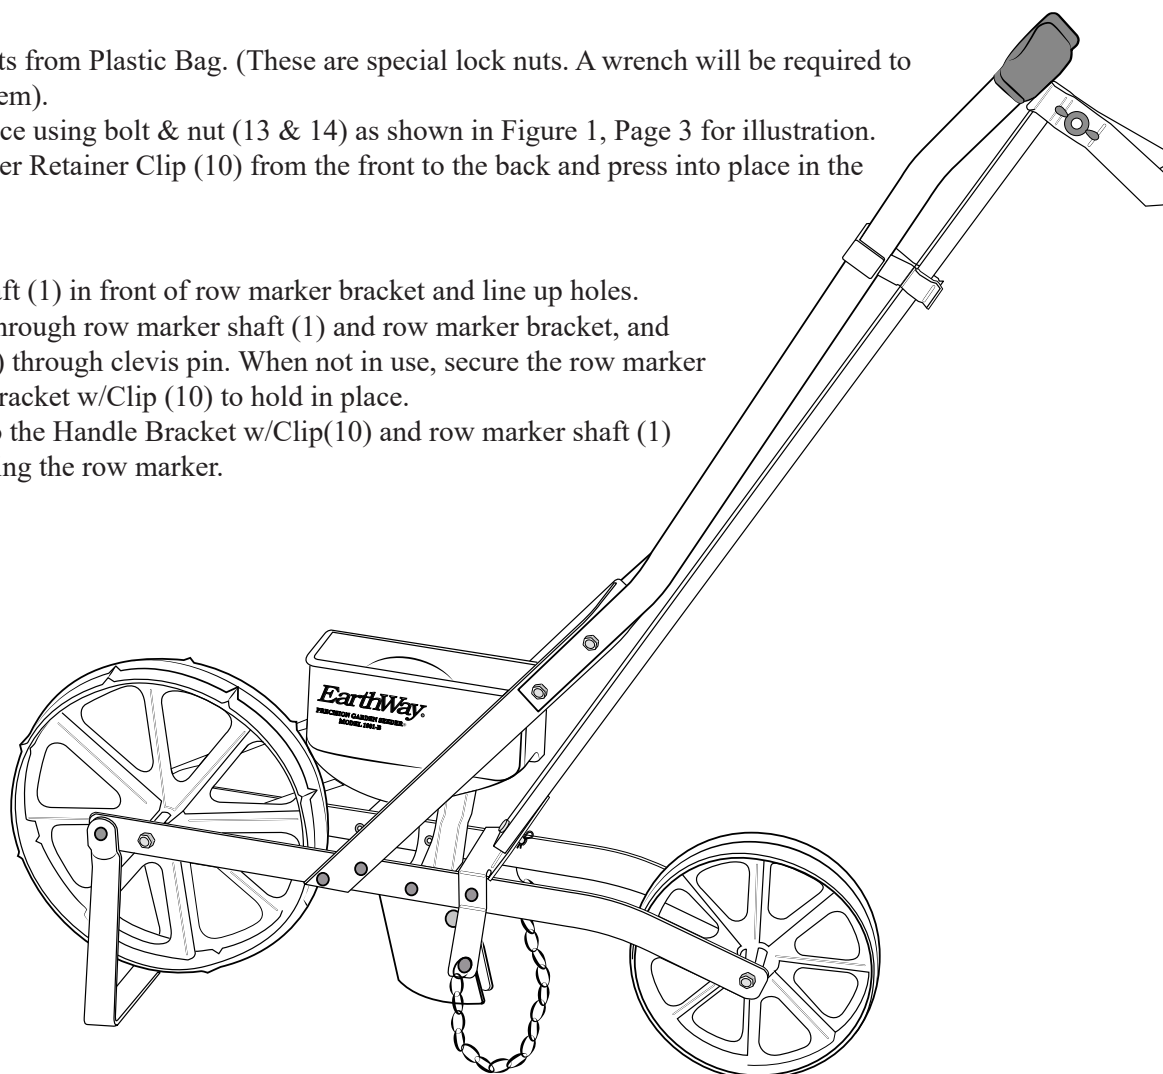 ts from Plastic Bag. (These are special lock nuts. A wrench will be required to
em).
ce using bolt & nut (13 & 14) as shown in Figure 1, Page 3 for illustration.
er Retainer Clip (10) from the front to the back and press into place in the
aft (1) in front of row marker bracket and line up holes.
hrough row marker shaft (1) and row marker bracket, and
) through clevis pin. When not in use, secure the row marker
racket w/Clip (10) to hold in place.
o the Handle Bracket w/Clip(10) and row marker shaft (1)
ing the row marker.
EarthWay
PRECISION GARDEN SEEDER
MODEL 1001-B